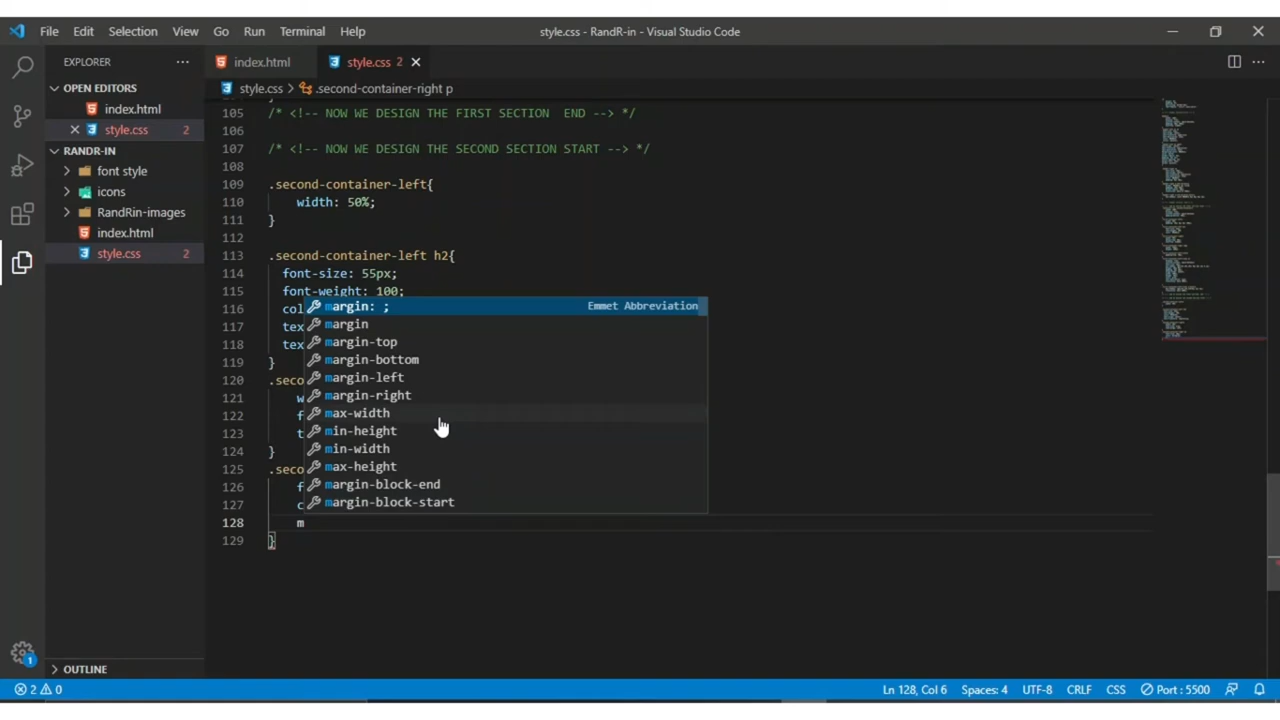 File Edit Selection View Go Run Terminal Help
style.css - RandR-in - Visual Studio Code
EXPLORER
OPEN EDITORS
index.html
style.css 2
RANDR-IN
font style
icons
RandRin-images
index.html
style.css 2
OUTLINE
index.html
style.css 2
style.css > .second-container-right p
105 /* <!-- NOW WE DESIGN THE FIRST SECTION  END --> */
106
107 /* <!-- NOW WE DESIGN THE SECOND SECTION START --> */
108
109 .second-container-left{
110 width: 50%;
111 }
112
113 .second-container-left h2{
114 font-size: 55px;
115 font-weight: 100;
116 col
117 tex
118 tex
119 }
120 .seco
121 w
122 f
123 t
124 }
125 .seco
126 f
127 c
128 m
129 }
margin: ; Emmet Abbreviation
margin
margin-top
margin-bottom
margin-left
margin-right
max-width
min-height
min-width
max-height
margin-block-end
margin-block-start
1
2 0
Ln 128, Col 6 Spaces: 4 UTF-8 CRLF CSS Port : 5500